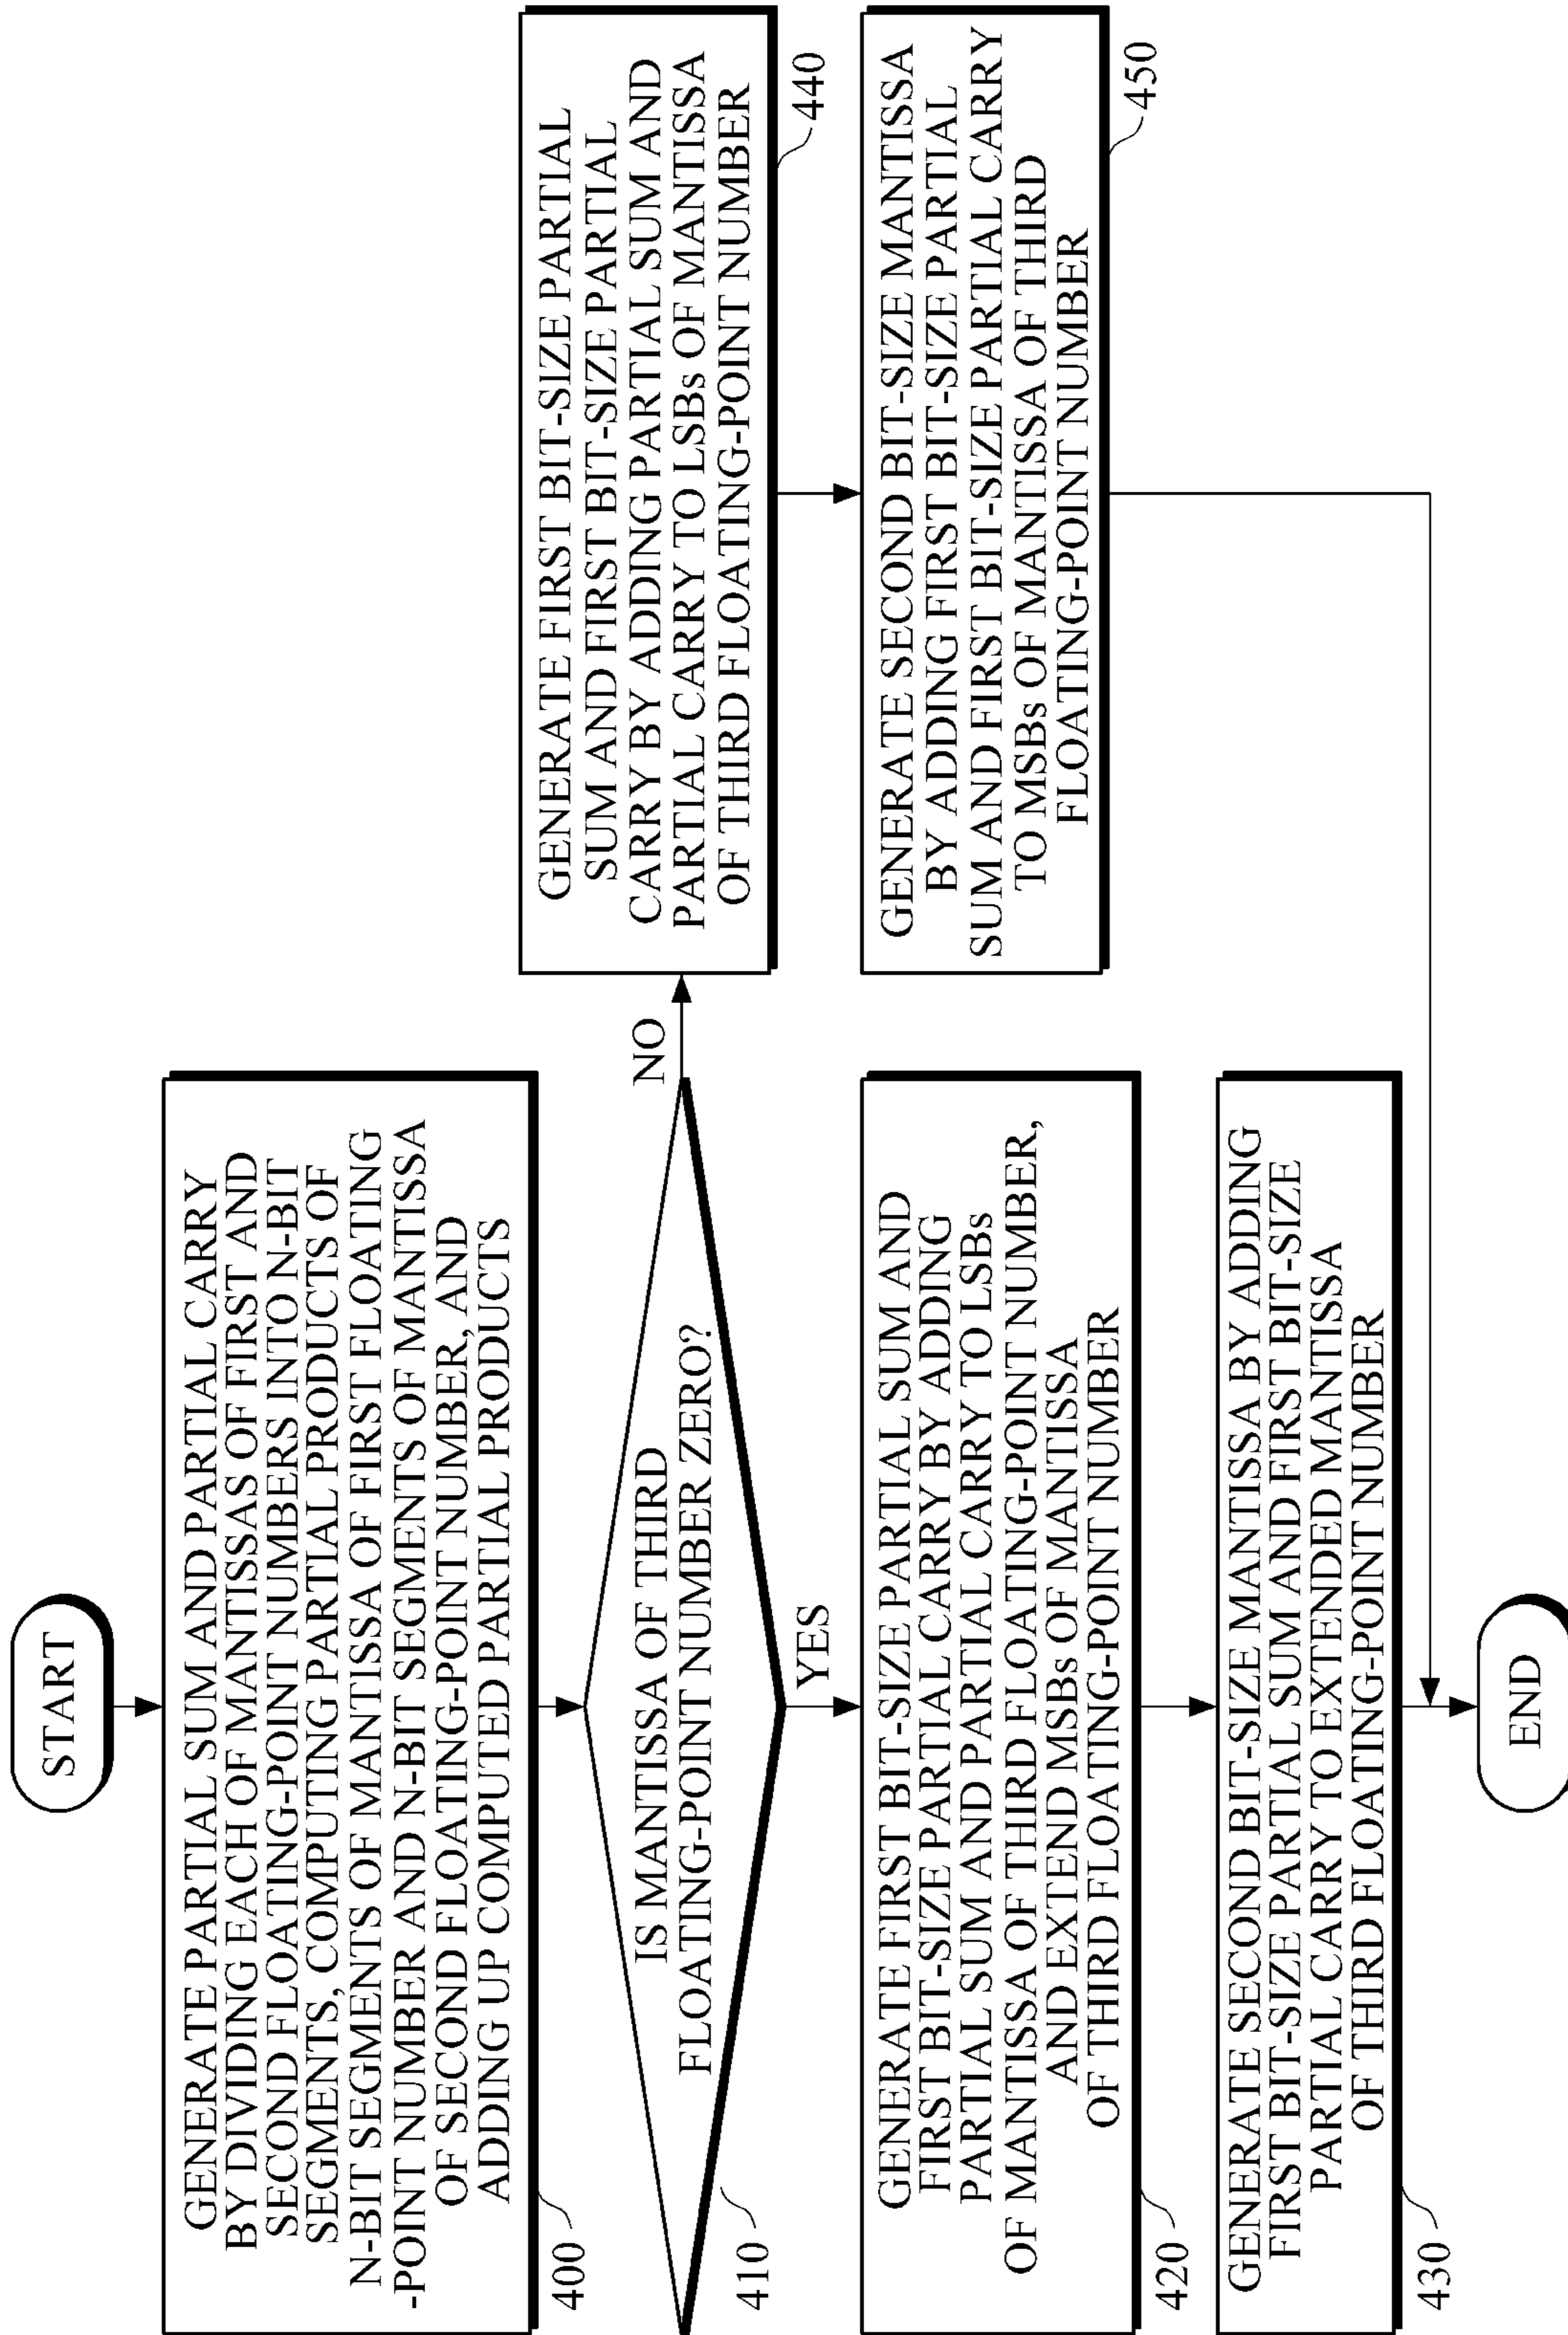 START
GENERATE PARTIAL SUM AND PARTIAL CARRY
BY DIVIDING EACH OF MANTISSAS OF FIRST AND
SECOND FLOATING-POINT NUMBERS INTO N-BIT
SEGMENTS, COMPUTING PARTIAL PRODUCTS OF
N-BIT SEGMENTS OF MANTISSA OF FIRST FLOATING
-POINT NUMBER AND N-BIT SEGMENTS OF MANTISSA
OF SECOND FLOATING-POINT NUMBER, AND
ADDING UP COMPUTED PARTIAL PRODUCTS
400
IS MANTISSA OF THIRD
FLOATING-POINT NUMBER ZERO?
410
NO
YES
GENERATE FIRST BIT-SIZE PARTIAL SUM AND
FIRST BIT-SIZE PARTIAL CARRY BY ADDING
PARTIAL SUM AND PARTIAL CARRY TO LSBs
OF MANTISSA OF THIRD FLOATING-POINT NUMBER,
AND EXTEND MSBs OF MANTISSA
OF THIRD FLOATING-POINT NUMBER
420
GENERATE SECOND BIT-SIZE MANTISSA BY ADDING
FIRST BIT-SIZE PARTIAL SUM AND FIRST BIT-SIZE
PARTIAL CARRY TO EXTENDED MANTISSA
OF THIRD FLOATING-POINT NUMBER
430
GENERATE FIRST BIT-SIZE PARTIAL
SUM AND FIRST BIT-SIZE PARTIAL
CARRY BY ADDING PARTIAL SUM AND
PARTIAL CARRY TO LSBs OF MANTISSA
OF THIRD FLOATING-POINT NUMBER
440
GENERATE SECOND BIT-SIZE MANTISSA
BY ADDING FIRST BIT-SIZE PARTIAL
SUM AND FIRST BIT-SIZE PARTIAL CARRY
TO MSBs OF MANTISSA OF THIRD
FLOATING-POINT NUMBER
450
END